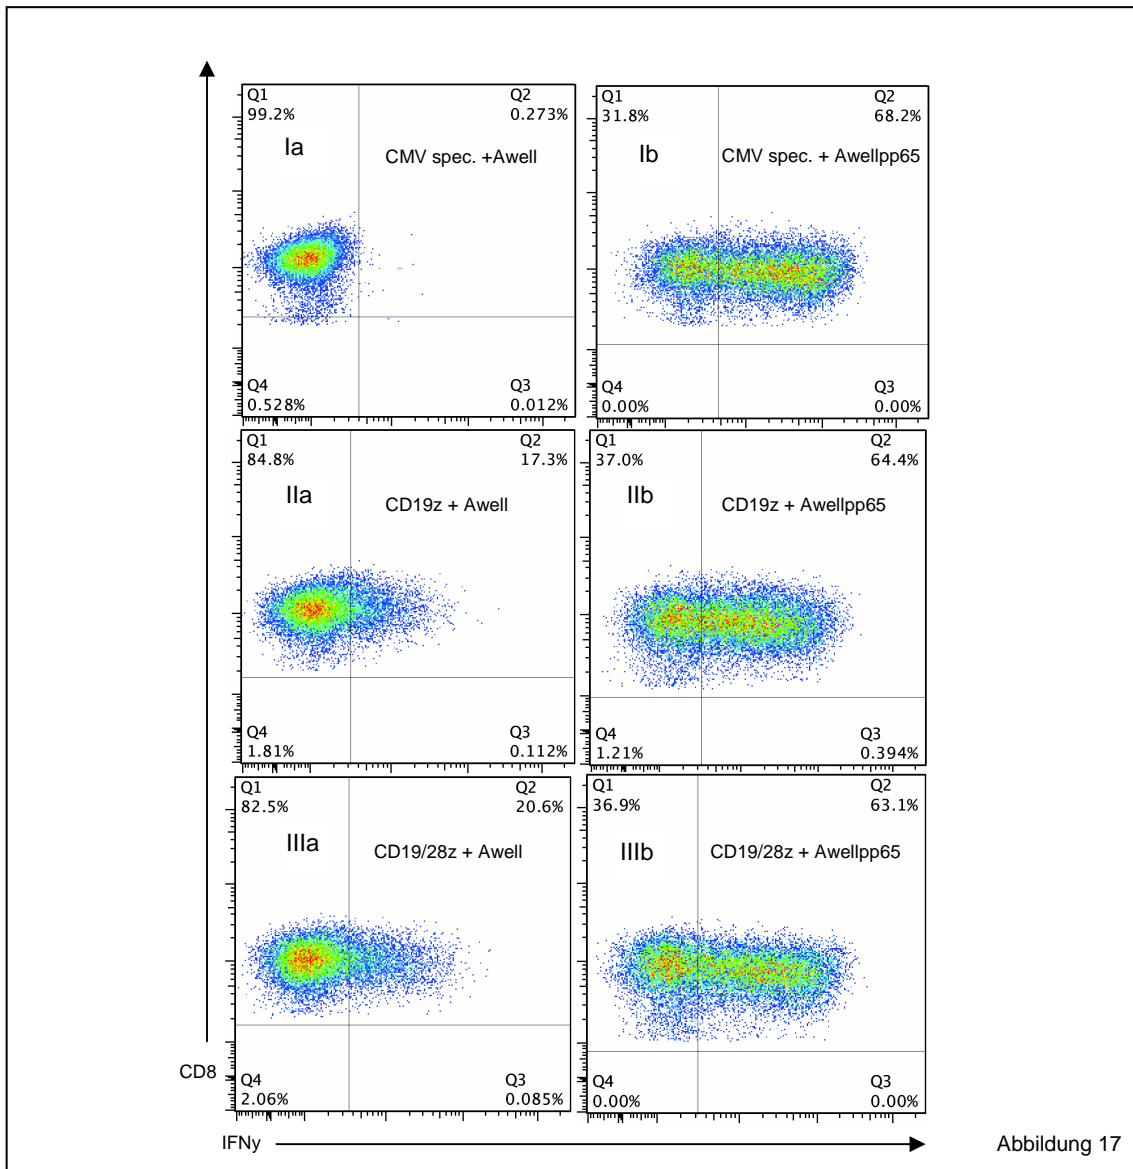 Q1 Q2
99.2% 0.273%
Ia
CMV spec. +Awell
Q4 Q3
0.528% 0.012%
Q1 Q2
31.8% 68.2%
Ib
CMV spec. + Awellpp65
Q4 Q3
0.00% 0.00%
Q1 Q2
84.8% 17.3%
IIa
CD19z + Awell
Q4 Q3
1.81% 0.112%
Q1 Q2
37.0% 64.4%
IIb
CD19z + Awellpp65
Q4 Q3
1.21% 0.394%
Q1 Q2
82.5% 20.6%
IIIa
CD19/28z + Awell
Q4 Q3
2.06% 0.085%
Q1 Q2
36.9% 63.1%
IIIb
CD19/28z + Awellpp65
Q4 Q3
0.00% 0.00%
CD8
IFNy
Abbildung 17